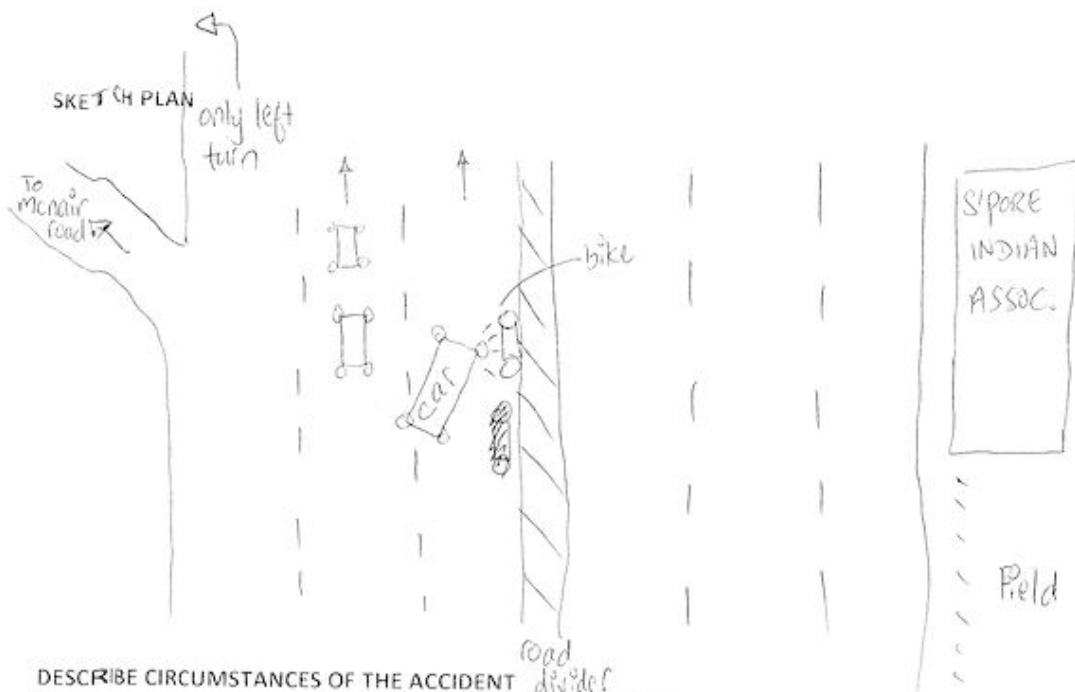 SKETCH PLAN
only left
turn
To
Mcnair
road
S'PORE
INDIAN
ASSOC.
bike
car
Field
road
divider
DESCRIBE CIRCUMSTANCES OF THE ACCIDENT